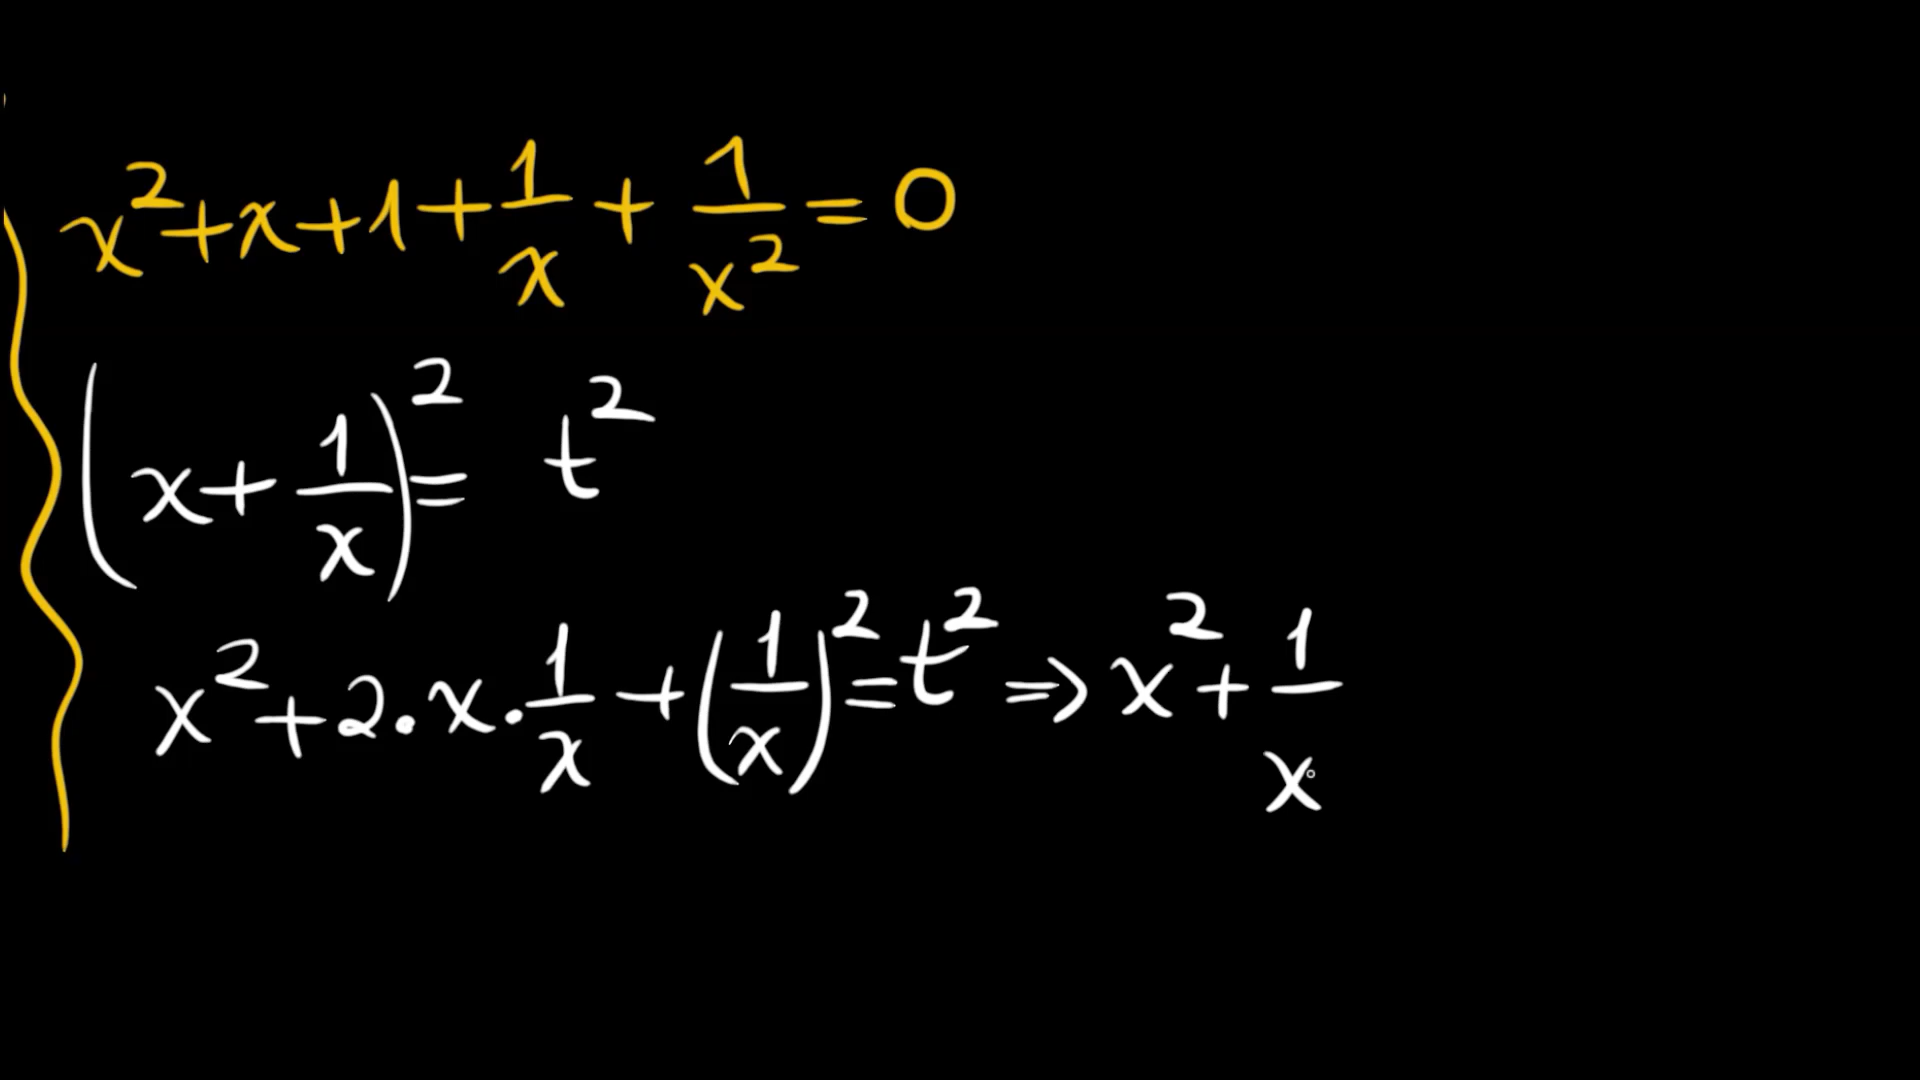 x²+x+1+1/x+1/x²=0
(x+1/x)²= t²
x²+2·x·1/x+(1/x)²=t²⇒x²+1/x